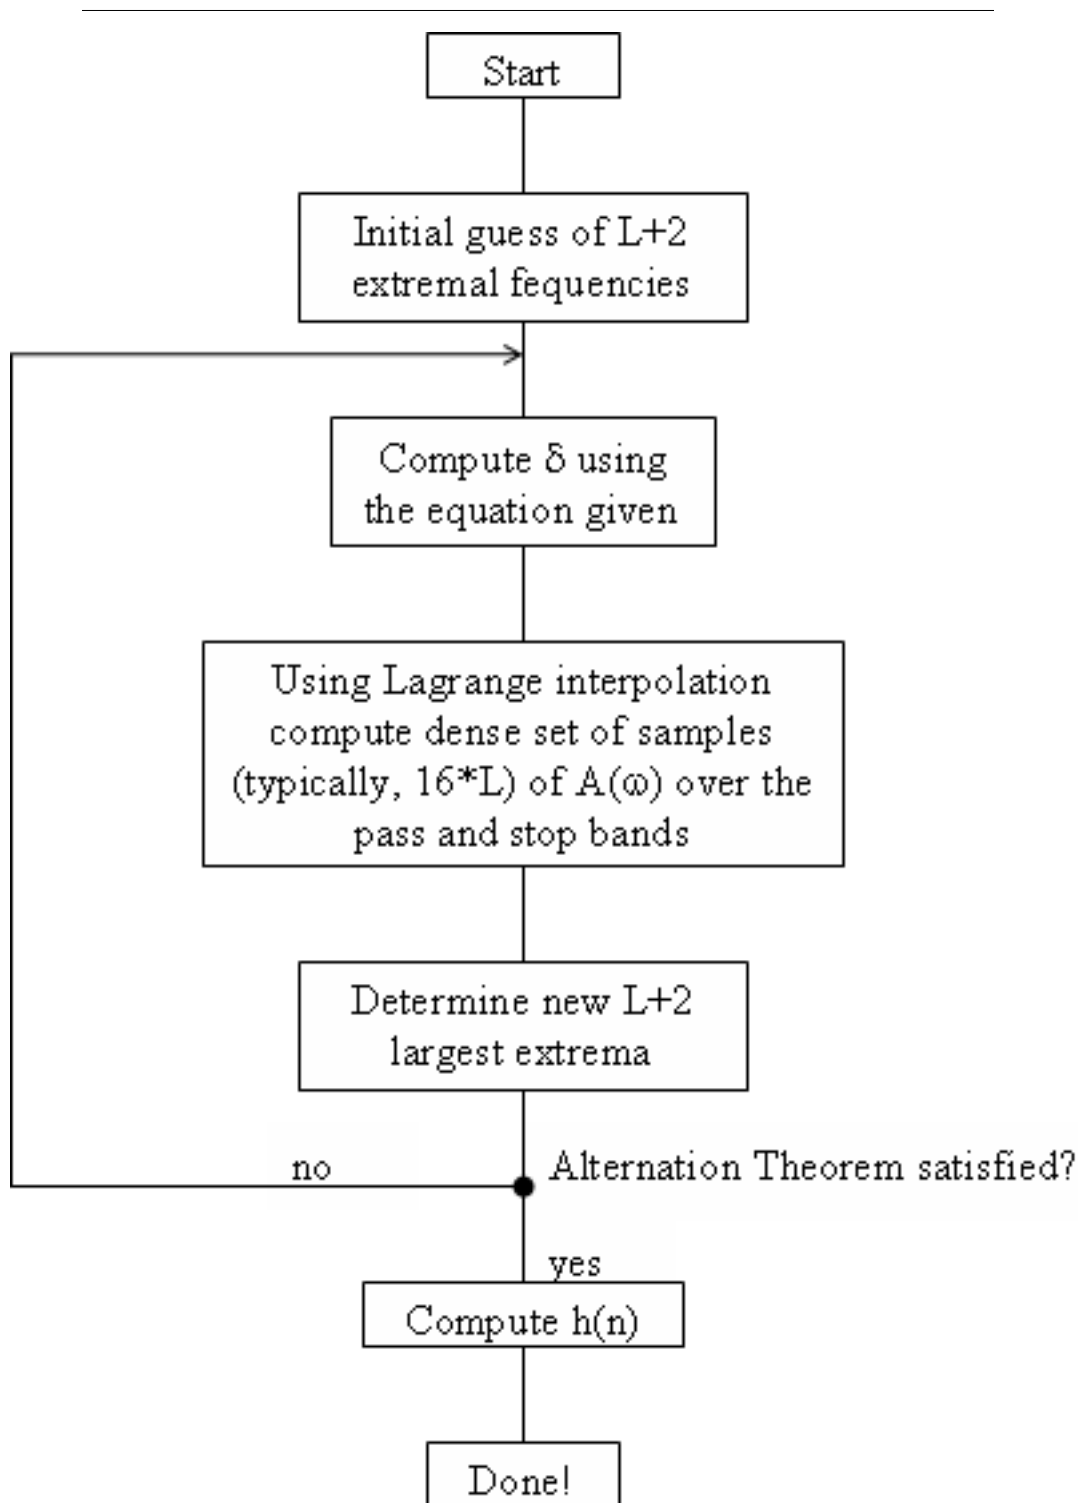 Start
Initial guess of L+2
extremal fequencies
Compute δ using
the equation given
Using Lagrange interpolation
compute dense set of samples
(typically, 16*L) of A(ω) over the
pass and stop bands
Determine new L+2
largest extrema
no
Alternation Theorem satisfied?
yes
Compute h(n)
Done!